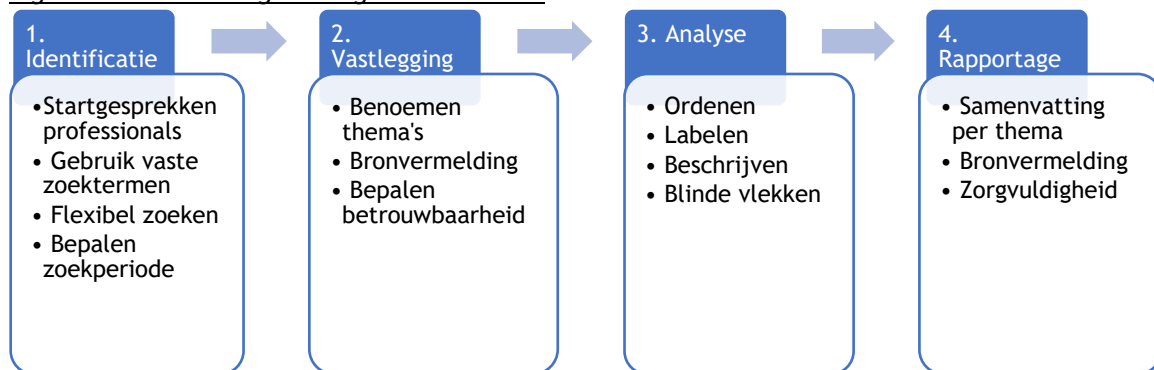 1.
Identificatie
•Startgesprekken
professionals
• Gebruik vaste
zoektermen
• Flexibel zoeken
• Bepalen
zoekperiode
2.
Vastlegging
• Benoemen
thema's
• Bronvermelding
• Bepalen
betrouwbaarheid
3. Analyse
• Ordenen
• Labelen
• Beschrijven
• Blinde vlekken
4.
Rapportage
• Samenvatting
per thema
• Bronvermelding
• Zorgvuldigheid